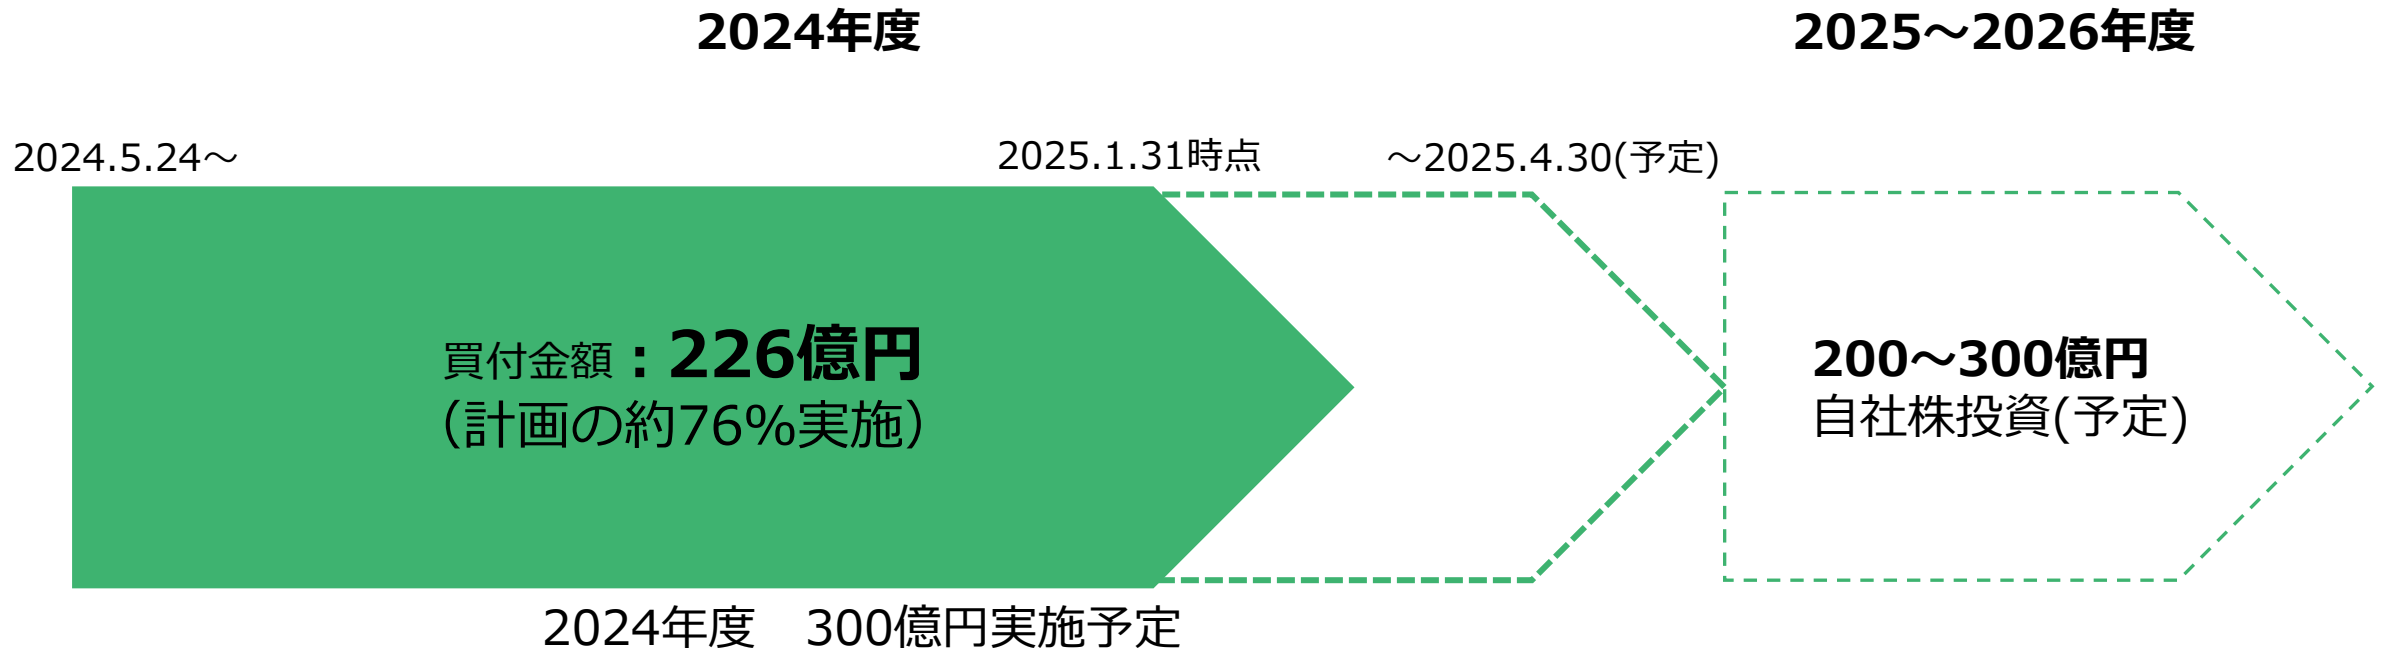 2024年度
2025～2026年度
2024.5.24～
2025.1.31時点
～2025.4.30(予定)
買付金額：226億円
（計画の約76%実施）
200～300億円
自社株投資(予定)
2024年度　300億円実施予定